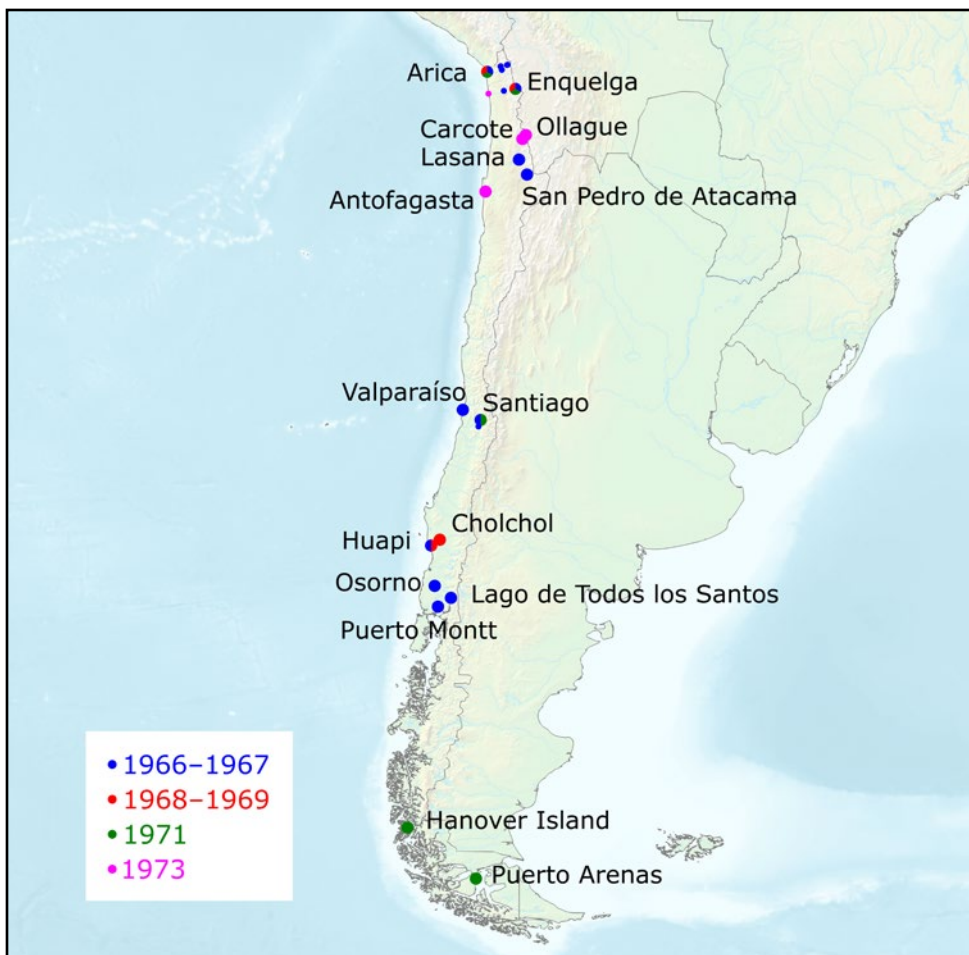 Arica
Enquelga
Carcote
Ollague
Lasana
San Pedro de Atacama
Antofagasta
Valparaíso
Santiago
Cholchol
Huapi
Osorno
Lago de Todos los Santos
Puerto Montt
1966–1967
1968–1969
1971
1973
Hanover Island
Puerto Arenas